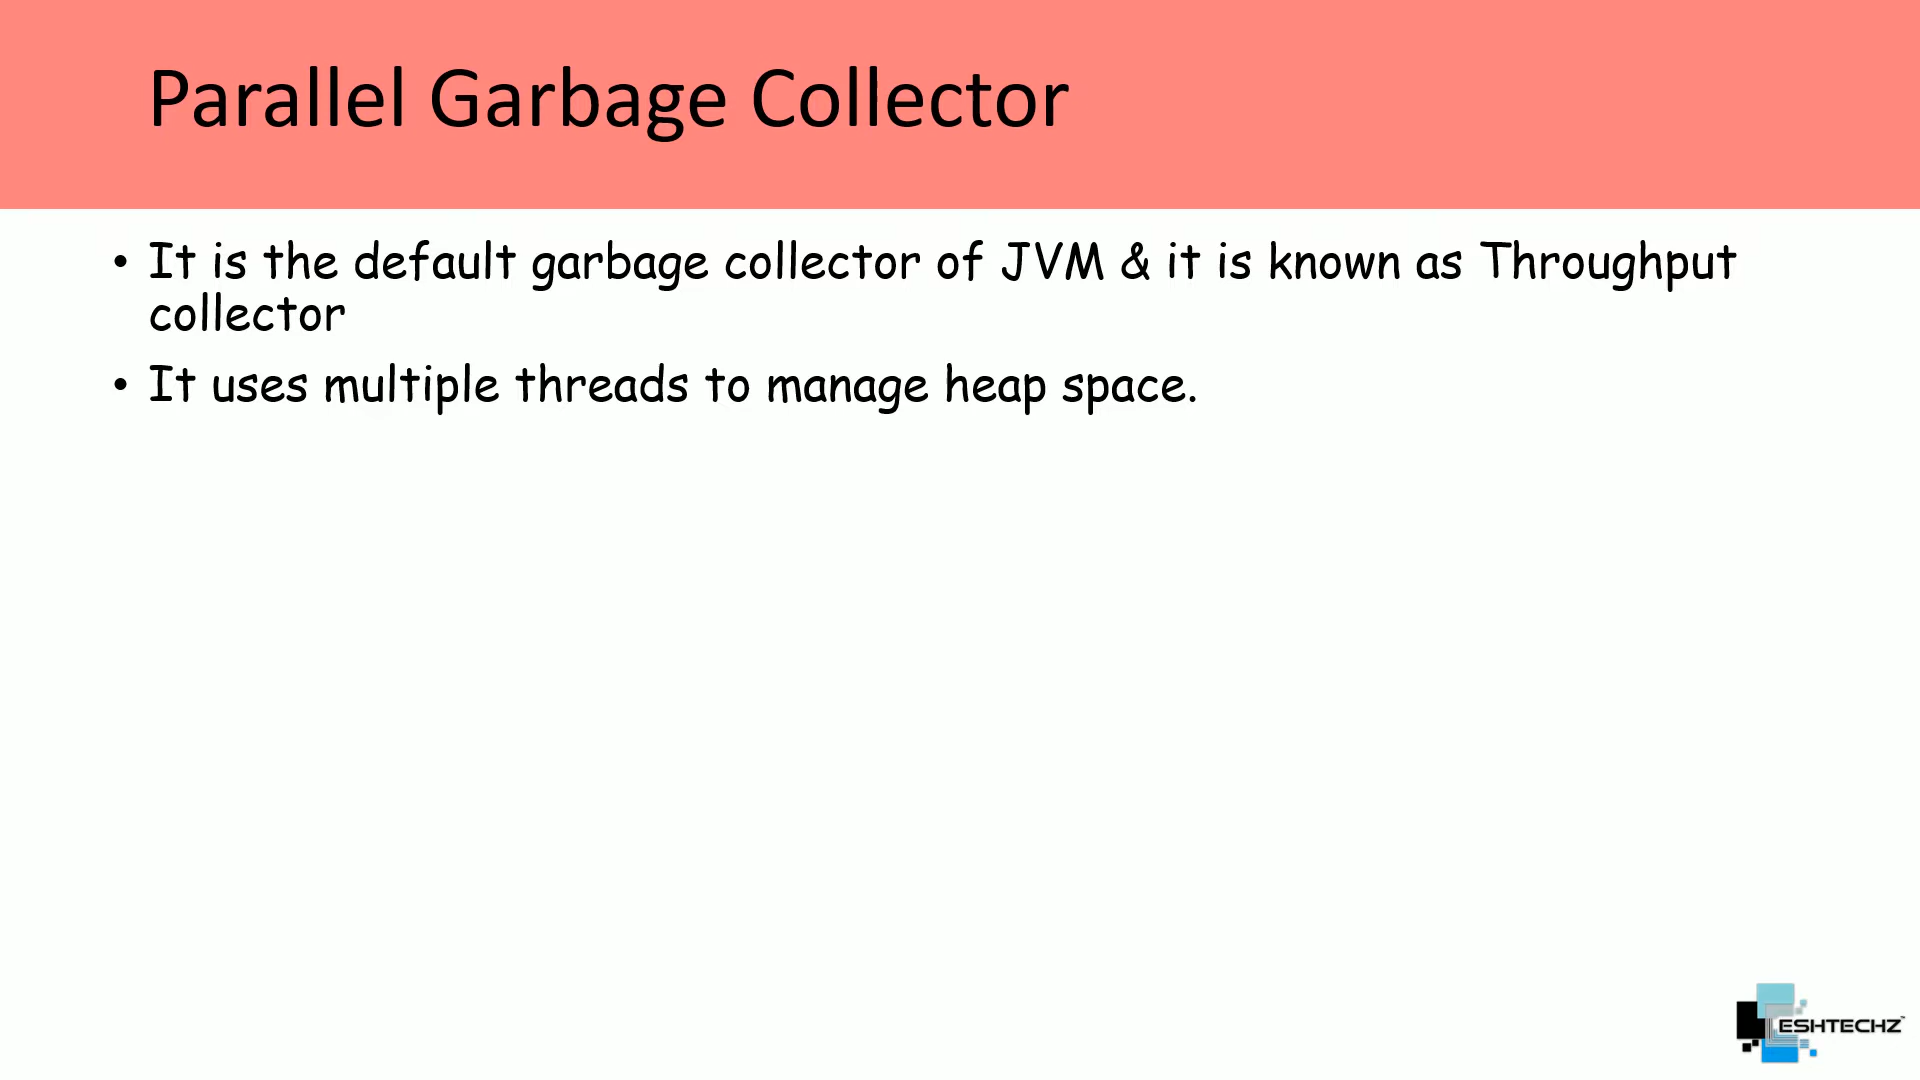 Parallel Garbage Collector
• It is the default garbage collector of JVM & it is known as Throughput
collector
• It uses multiple threads to manage heap space.
ESHTECHZ